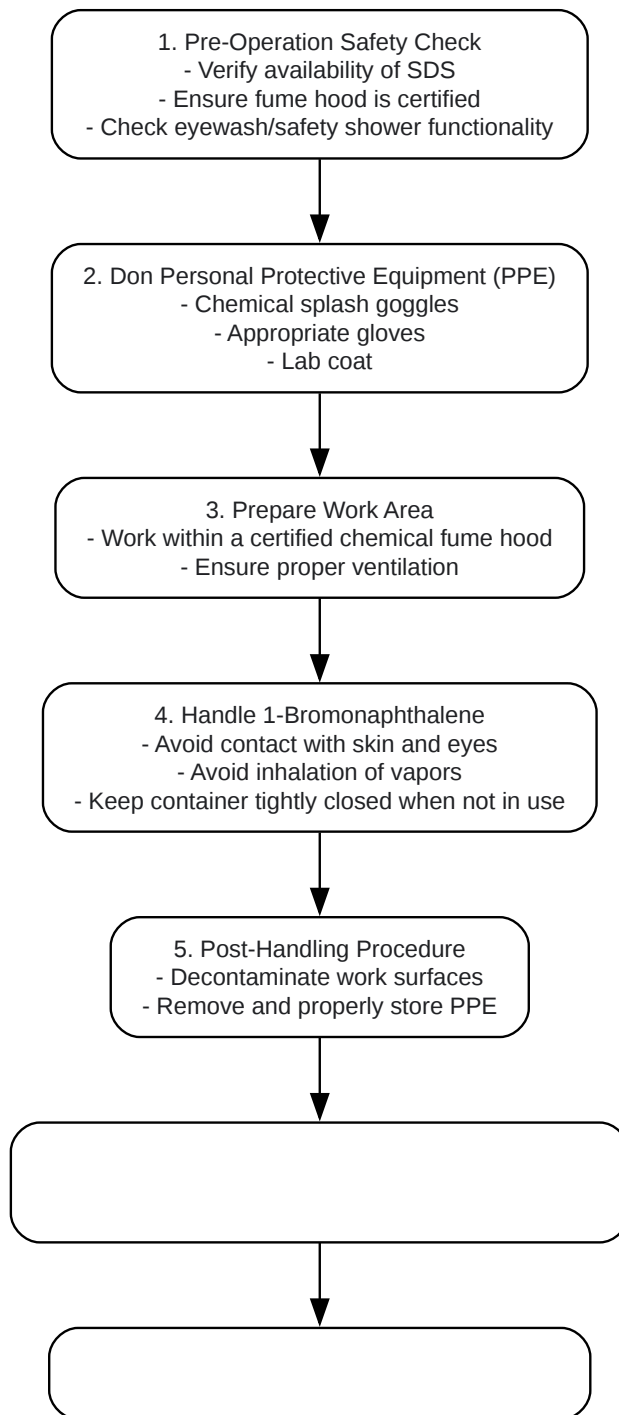 1. Pre-Operation Safety Check
- Verify availability of SDS
- Ensure fume hood is certified
- Check eyewash/safety shower functionality
2. Don Personal Protective Equipment (PPE)
- Chemical splash goggles
- Appropriate gloves
- Lab coat
3. Prepare Work Area
- Work within a certified chemical fume hood
- Ensure proper ventilation
4. Handle 1-Bromonaphthalene
- Avoid contact with skin and eyes
- Avoid inhalation of vapors
- Keep container tightly closed when not in use
5. Post-Handling Procedure
- Decontaminate work surfaces
- Remove and properly store PPE